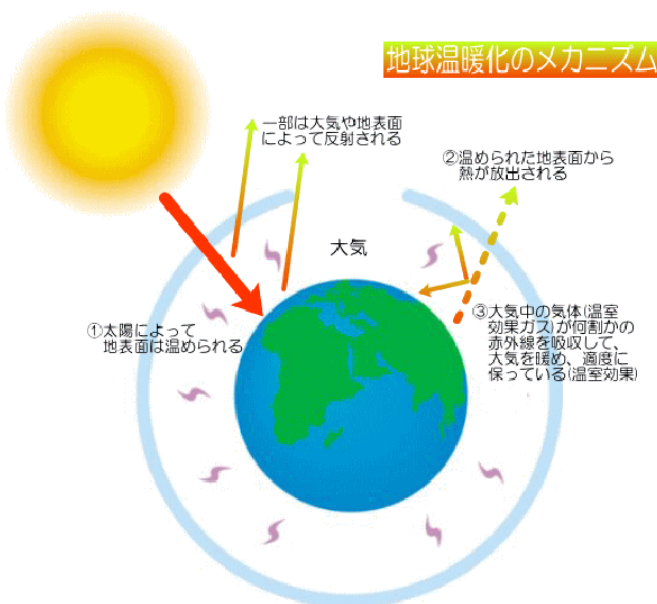 地球温暖化のメカニズム
一部は大気や地表面
によって反射される
②温められた地表面から
熱が放出される
大気
①太陽によって
地表面は温められる
③大気中の気体(温室
効果ガス)が何割かの
赤外線を吸収して、
大気を暖め、適度に
保っている(温室効果)